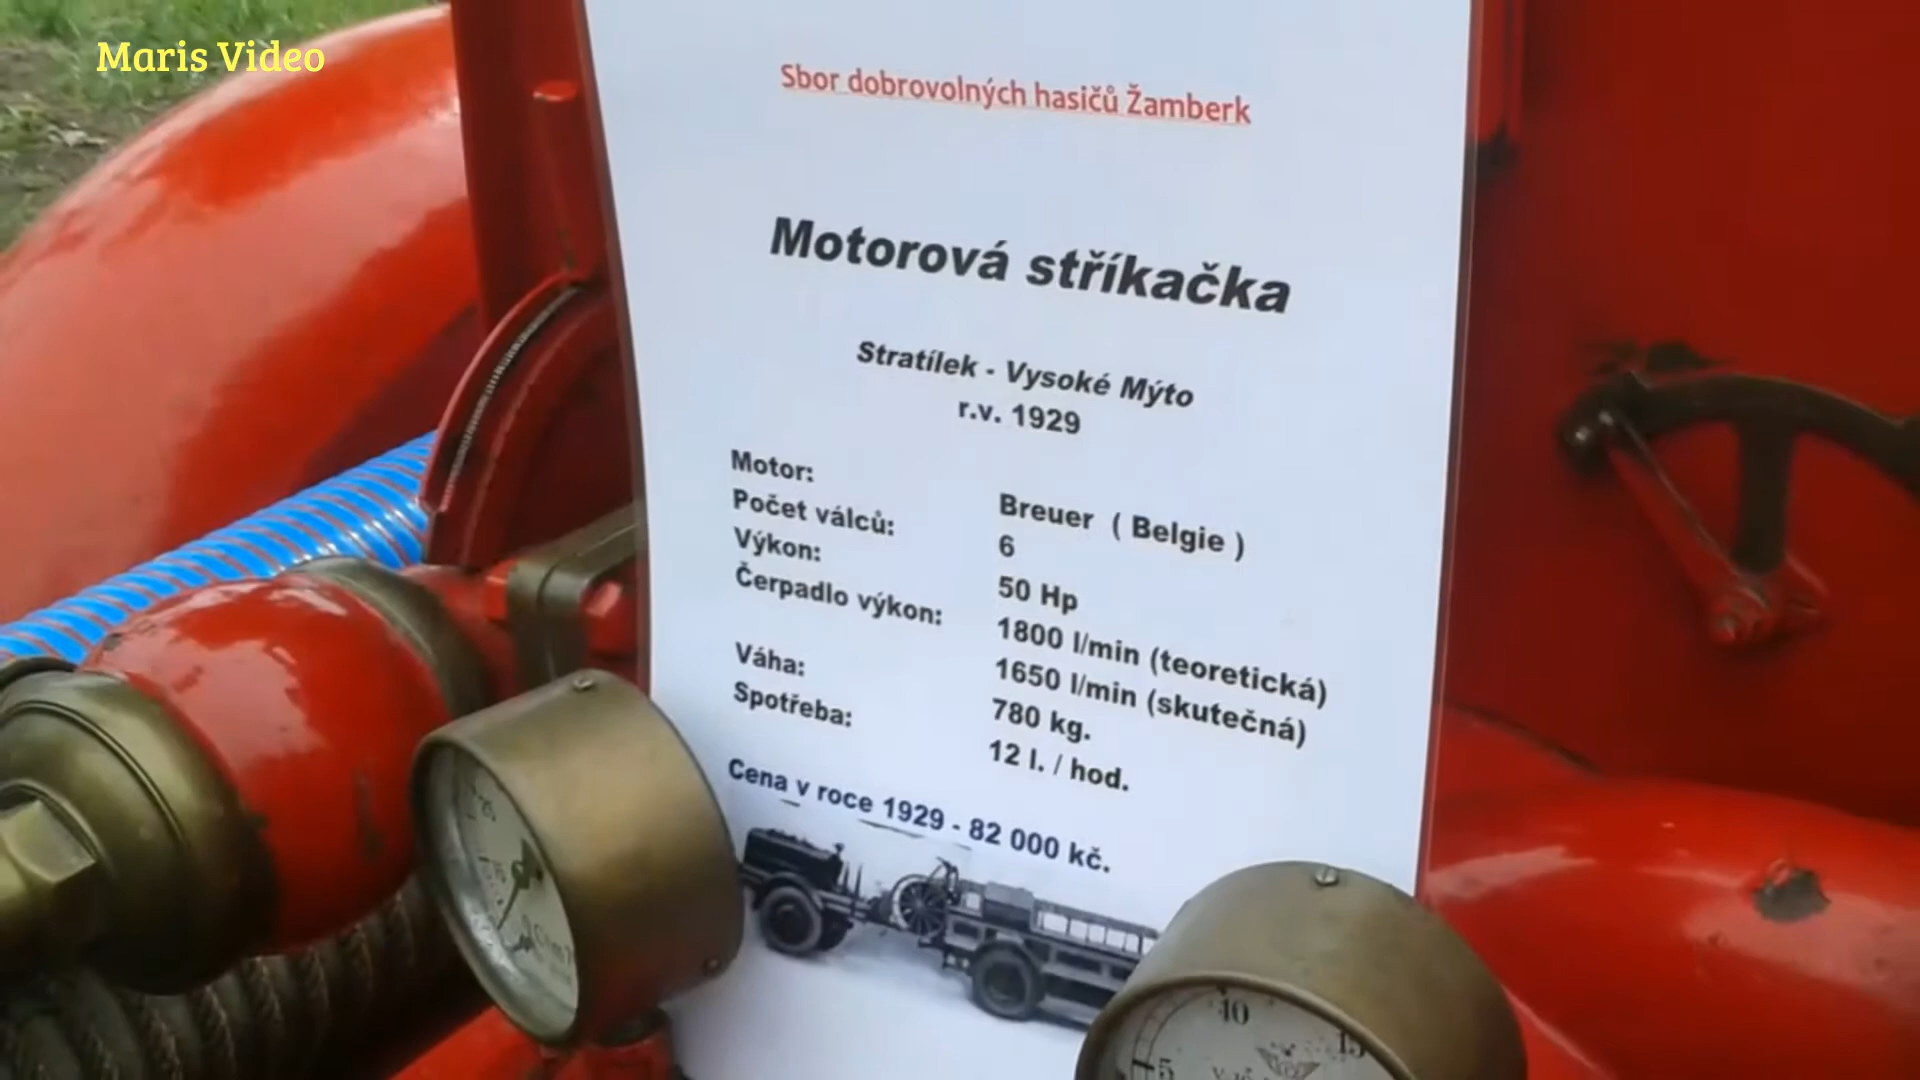 Maris Video
Sbor dobrovolných hasičů Žamberk
Motorová stříkačka
Stratílek - Vysoké Mýto
r.v. 1929
Motor: Breuer ( Belgie )
Počet válců: 6
Výkon: 50 Hp
Čerpadlo výkon: 1800 l/min (teoretická)
1650 l/min (skutečná)
Váha: 780 kg.
Spotřeba: 12 l. / hod.
Cena v roce 1929 - 82 000 kč.
25
10
15
5